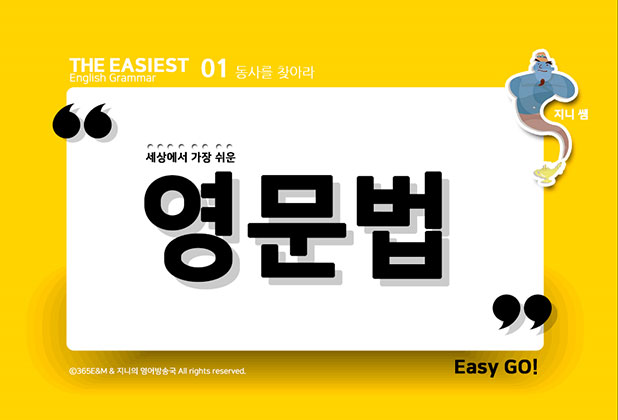 THE EASIEST
English Grammar
01 동사를 찾아라
지니 쌤
❝
세상에서 가장 쉬운
영문법
❞
Easy GO!
©365E&M & 지니의 영어방송국 All rights reserved.